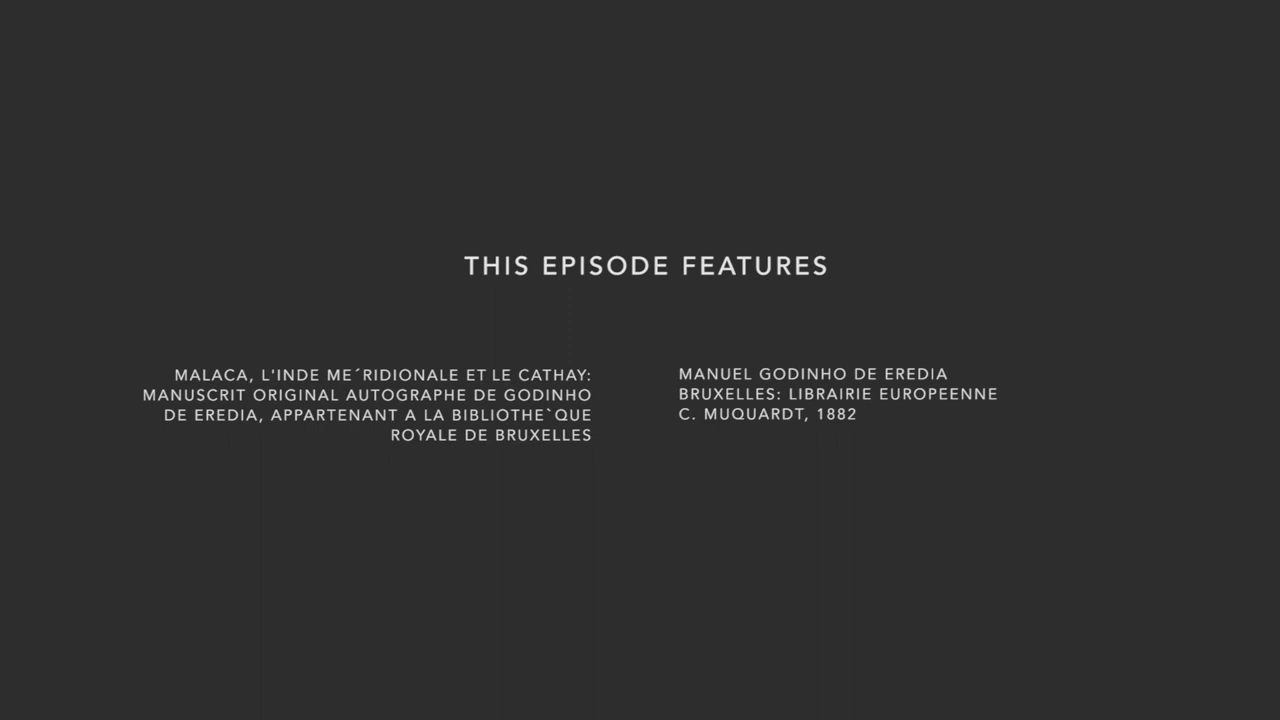 THIS EPISODE FEATURES
MALACA, L'INDE ME´RIDIONALE ET LE CATHAY:
MANUSCRIT ORIGINAL AUTOGRAPHE DE GODINHO
DE EREDIA, APPARTENANT A LA BIBLIOTHE`QUE
ROYALE DE BRUXELLES
MANUEL GODINHO DE EREDIA
BRUXELLES: LIBRAIRIE EUROPEENNE
C. MUQUARDT, 1882